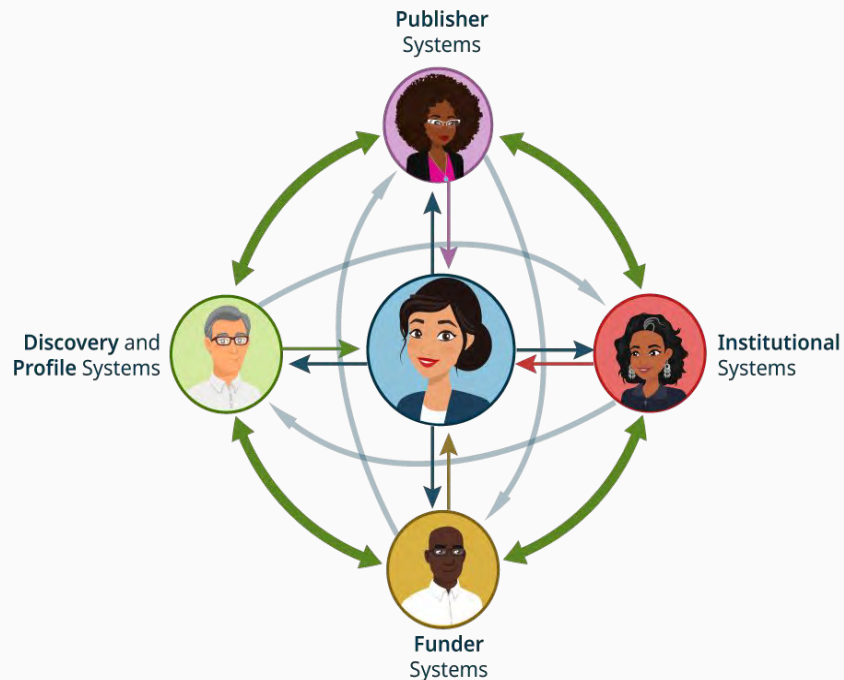 Publisher
Systems
Discovery and
Profile Systems
Institutional
Systems
Funder
Systems